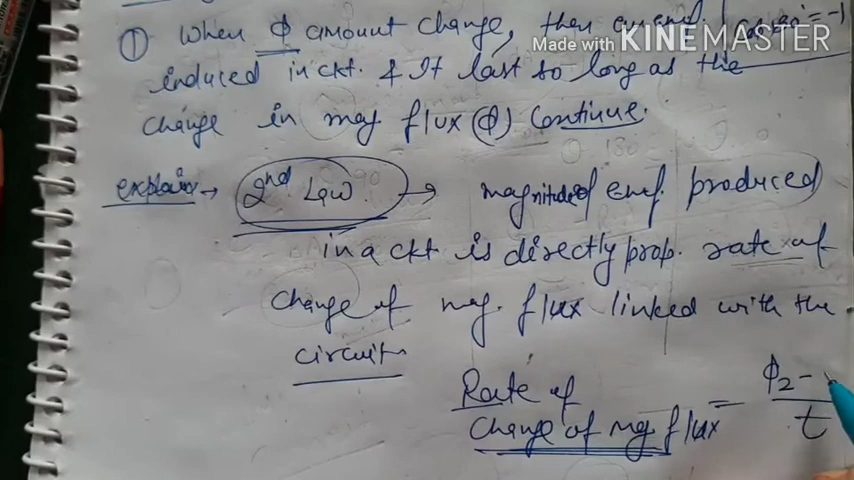 ① When ϕ amount change, then an emf.
induced in ckt. & It last so long as the
change in mag flux (ϕ) Continue.
explain → 2nd Law → magnitude of emf. produced
in a ckt is directly prop. rate of
Change of mag. flux linked with the
circuit
Rate of
Change of mag flux = ϕ2 - / t
Made with KINEMASTER